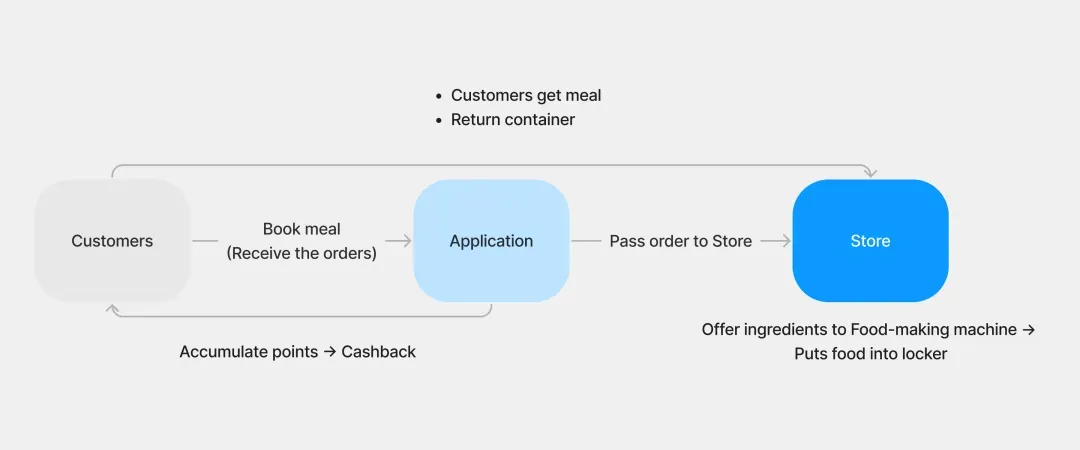 • Customers get meal
• Return container
Customers
Book meal
(Receive the orders)
Application
Pass order to Store
Store
Accumulate points → Cashback
Offer ingredients to Food-making machine →
Puts food into locker